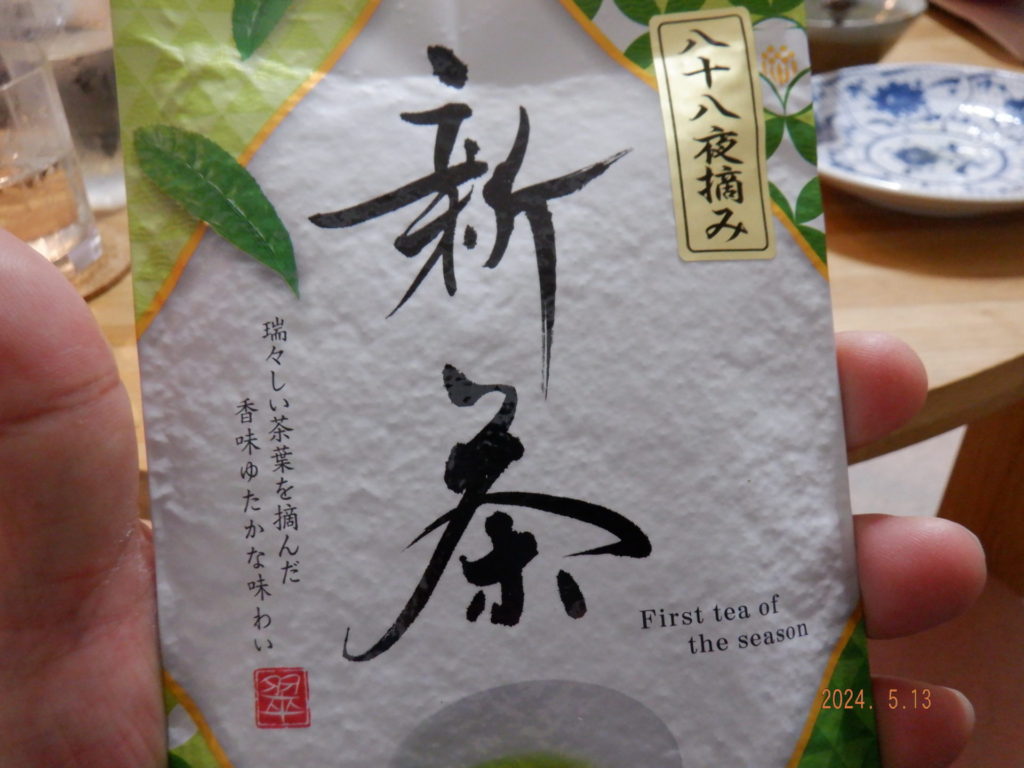 八十八夜摘み
新茶
瑞々しい茶葉を摘んだ
香味ゆたかな味わい
First tea of
the season
2024. 5.13